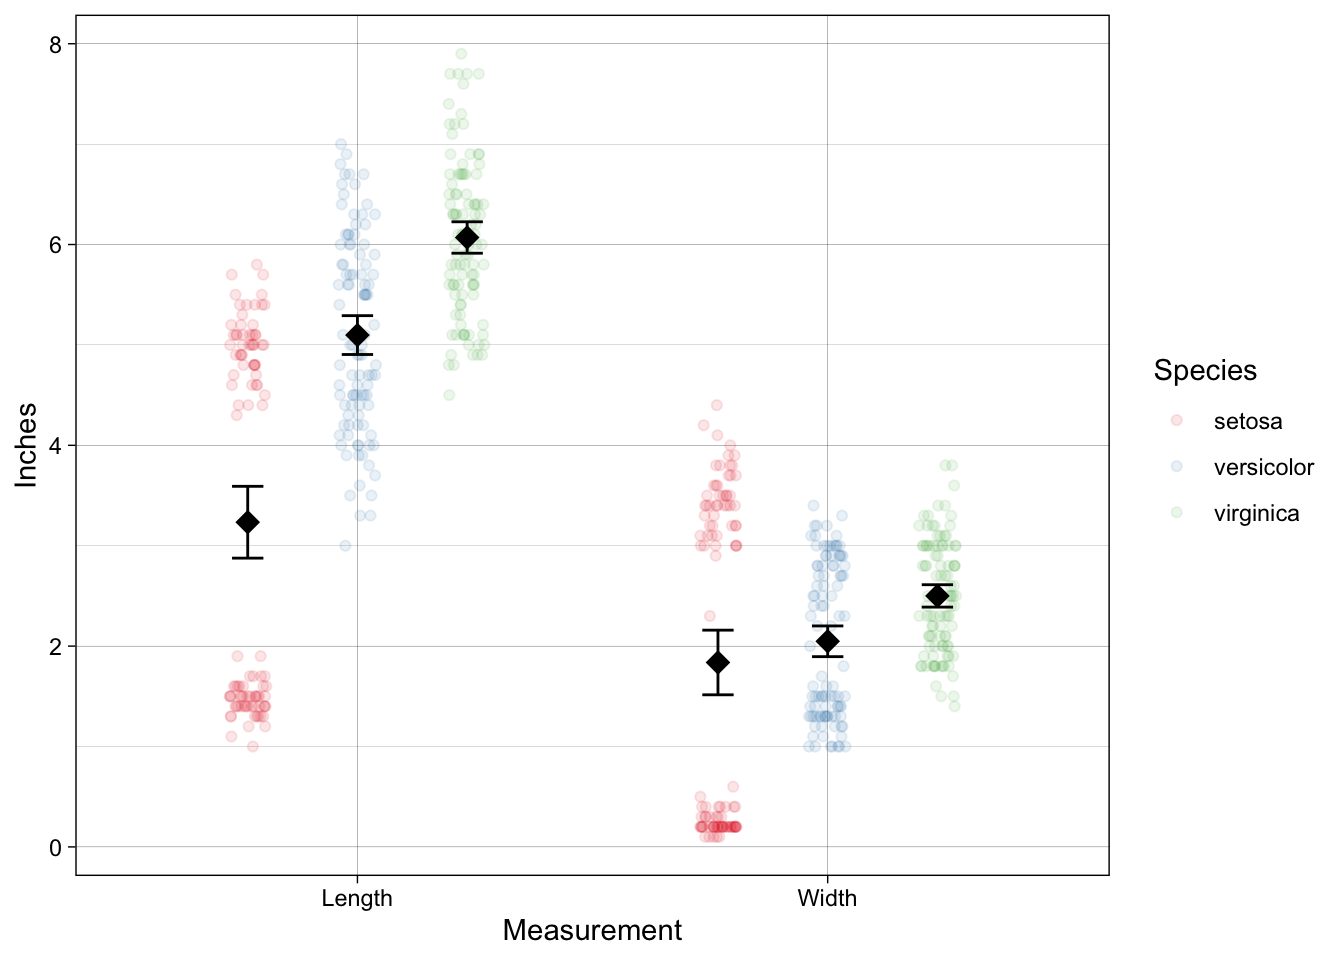 8
6
4
2
0
Inches
Length
Width
Measurement
Species
setosa
versicolor
virginica